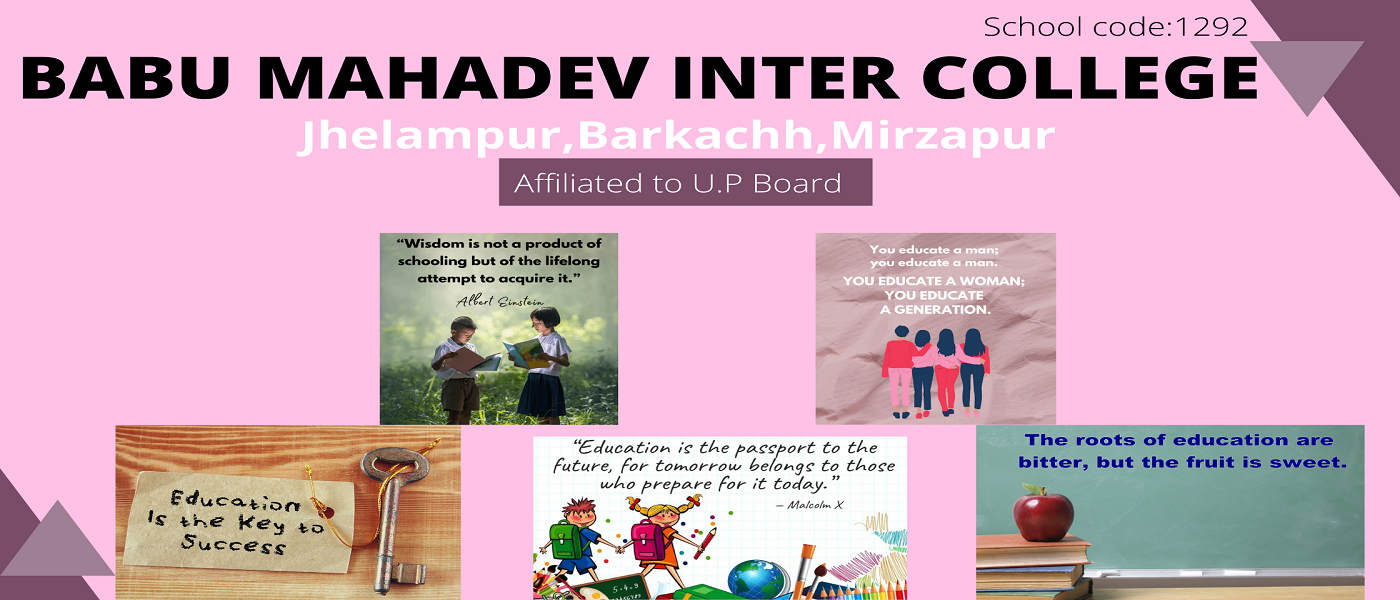 School code:1292
BABU MAHADEV INTER COLLEGE
Jhelampur,Barkachh,Mirzapur
Affiliated to U.P Board
“Wisdom is not a product of
schooling but of the lifelong
attempt to acquire it.”
Albert Einstein
You educate a man;
you educate a man.
YOU EDUCATE A WOMAN;
YOU EDUCATE
A GENERATION.
Education
Is the Key to
Success
“Education is the passport to the
future, for tomorrow belongs to those
who prepare for it today.”
– Malcolm X
The roots of education are
bitter, but the fruit is sweet.